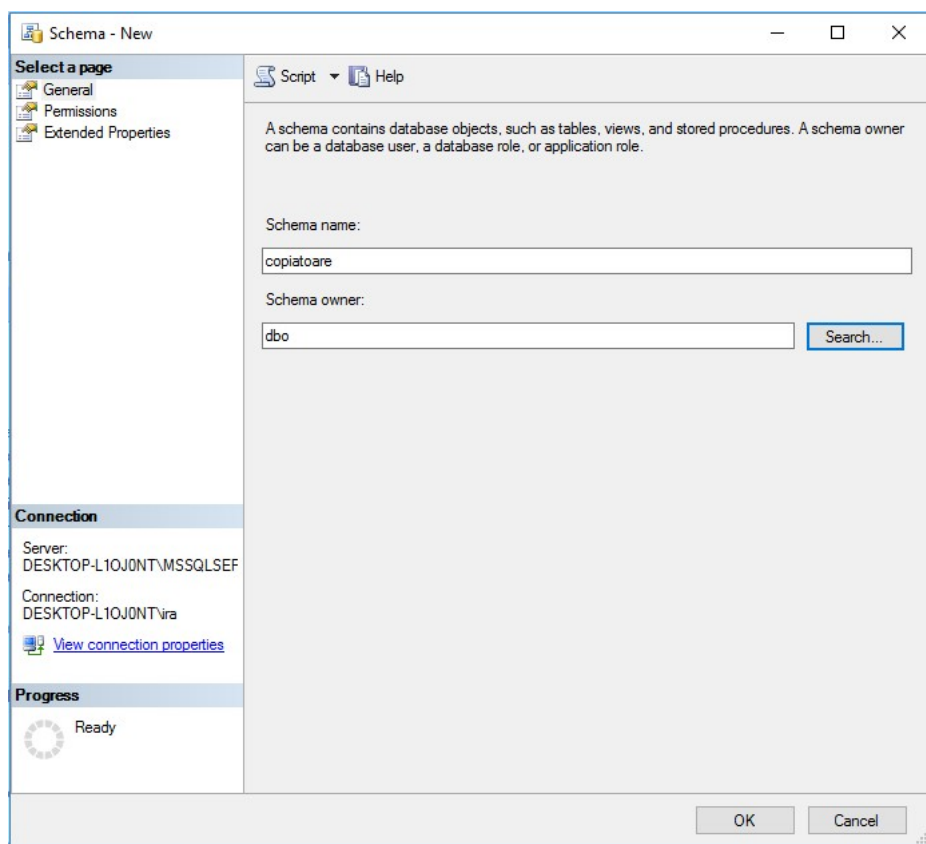 Schema - New
Select a page
General
Permissions
Extended Properties
Script
Help
A schema contains database objects, such as tables, views, and stored procedures. A schema owner
can be a database user, a database role, or application role.
Schema name:
copiatoare
Schema owner:
dbo
Search...
Connection
Server:
DESKTOP-L1OJ0NT\MSSQLSEF
Connection:
DESKTOP-L1OJ0NT\ira
View connection properties
Progress
Ready
OK
Cancel